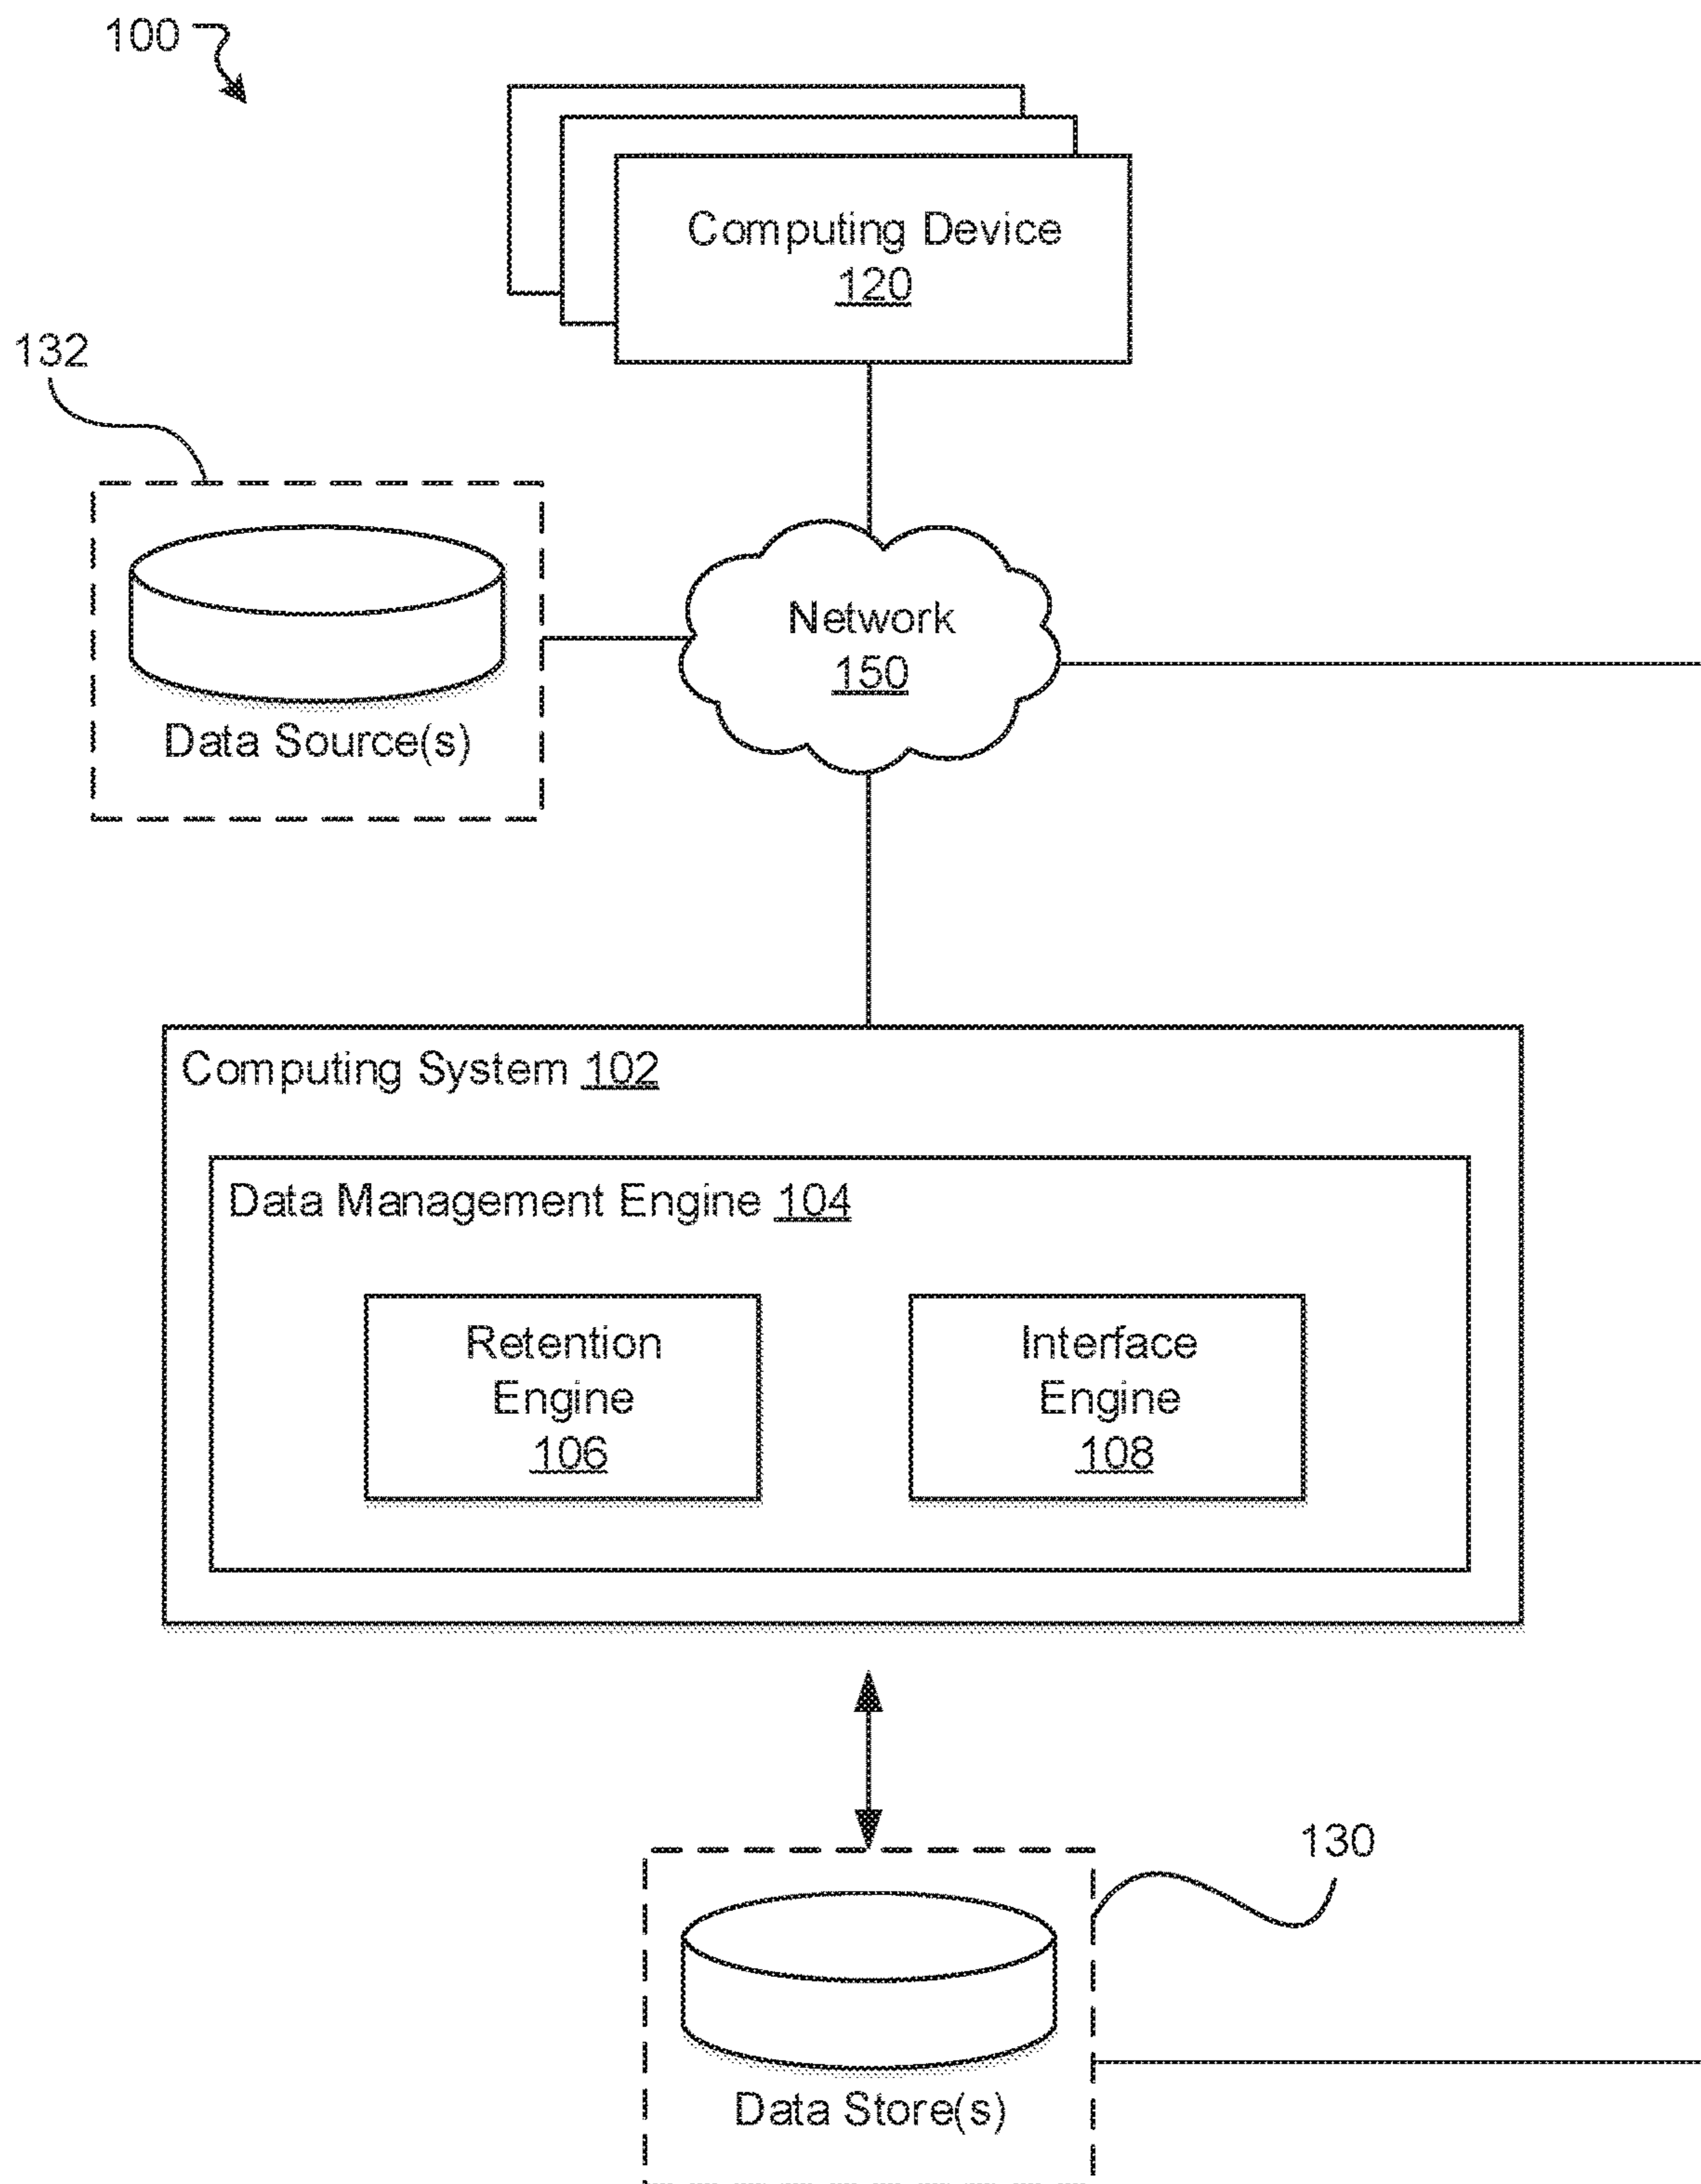 100
Computing Device
120
132
Network
150
Data Source(s)
Computing System 102
Data Management Engine 104
Retention
Engine
106
Interface
Engine
108
130
Data Store(s)